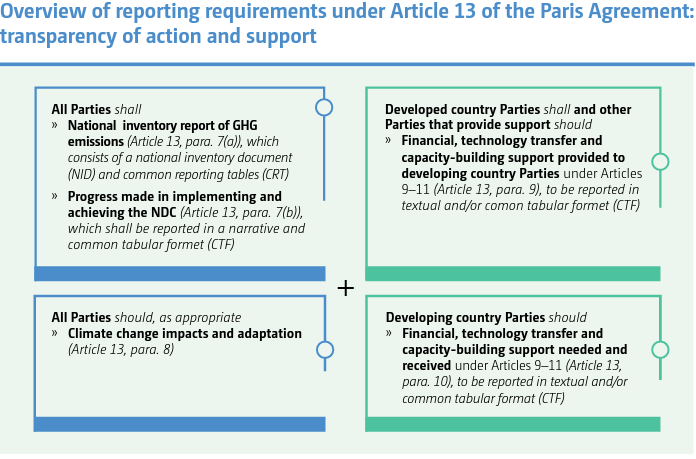 Overview of reporting requirements under Article 13 of the Paris Agreement:
transparency of action and support
All Parties shall
» National inventory report of GHG
emissions (Article 13, para. 7(a)), which
consists of a national inventory document
(NID) and common reporting tables (CRT)
» Progress made in implementing and
achieving the NDC (Article 13, para. 7(b)),
which shall be reported in a narrative and
common tabular formet (CTF)
Developed country Parties shall and other
Parties that provide support should
» Financial, technology transfer and
capacity-building support provided to
developing country Parties under Articles
9–11 (Article 13, para. 9), to be reported in
textual and/or comon tabular formet (CTF)
+
All Parties should, as appropriate
» Climate change impacts and adaptation
(Article 13, para. 8)
Developing country Parties should
» Financial, technology transfer and
capacity-building support needed and
received under Articles 9–11 (Article 13,
para. 10), to be reported in textual and/or
common tabular format (CTF)